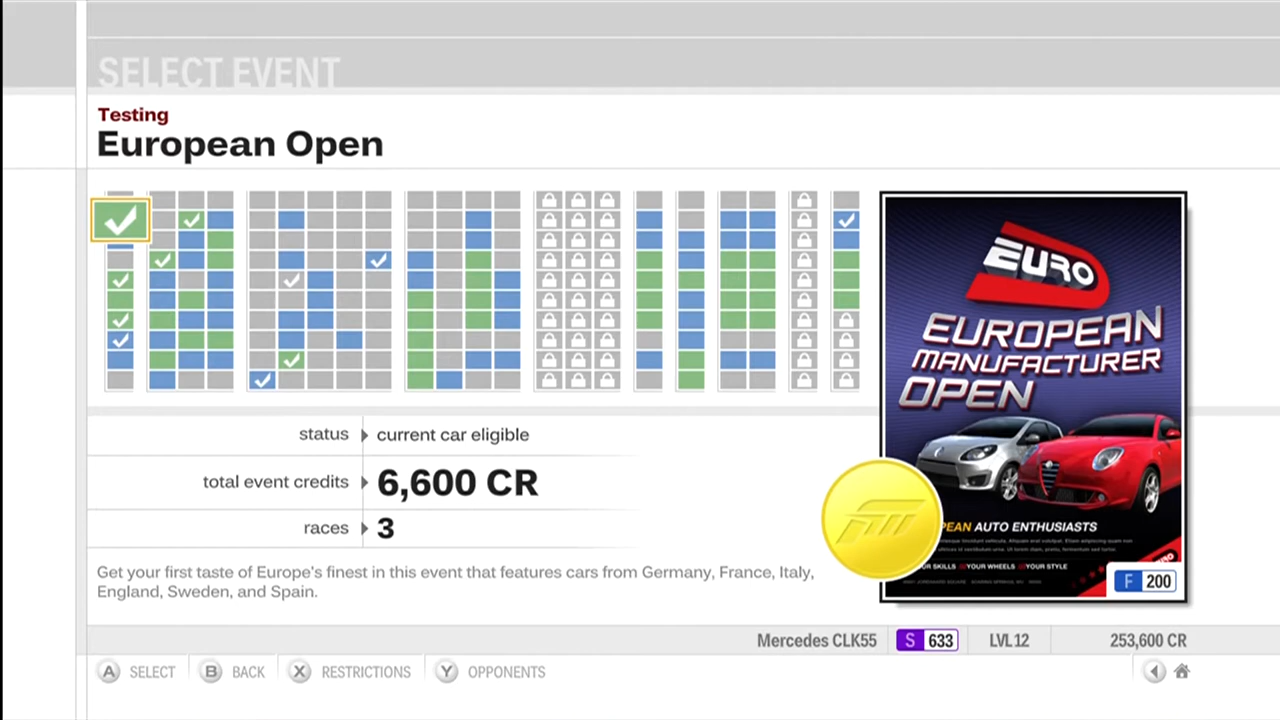 SELECT EVENT
Testing
European Open
EURO
EUROPEAN
MANUFACTURER
OPEN
status
current car eligible
total event credits
6,600 CR
races
3
PEAN AUTO ENTHUSIASTS
YOUR WHEELS
YOUR STYLE
F 200
Get your first taste of Europe's finest in this event that features cars from Germany, France, Italy,
England, Sweden, and Spain.
Mercedes CLK55
S 633
LVL 12
253,600 CR
A SELECT
B BACK
X RESTRICTIONS
Y OPPONENTS